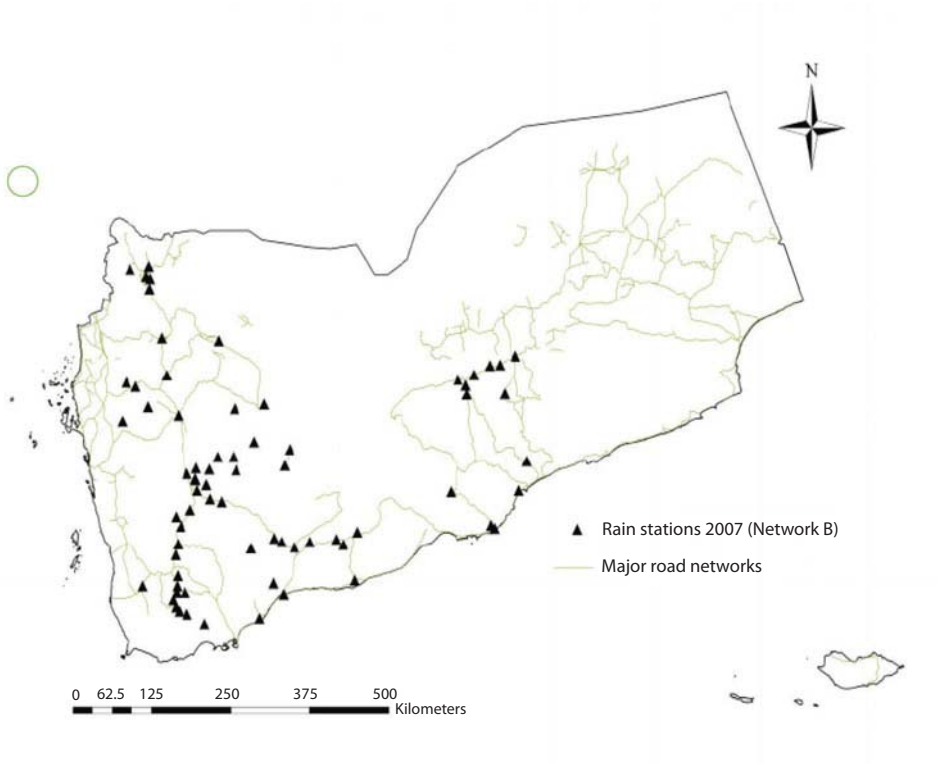 N
Rain stations 2007 (Network B)
Major road networks
0 62.5 125 250 375 500
Kilometers